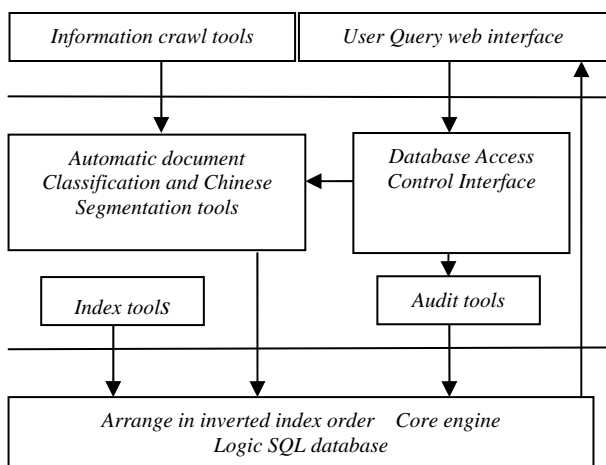 Information crawl tools
User Query web interface
Automatic document
Classification and Chinese
Segmentation tools
Database Access
Control Interface
Index tools
Audit tools
Arrange in inverted index order Core engine
Logic SQL database